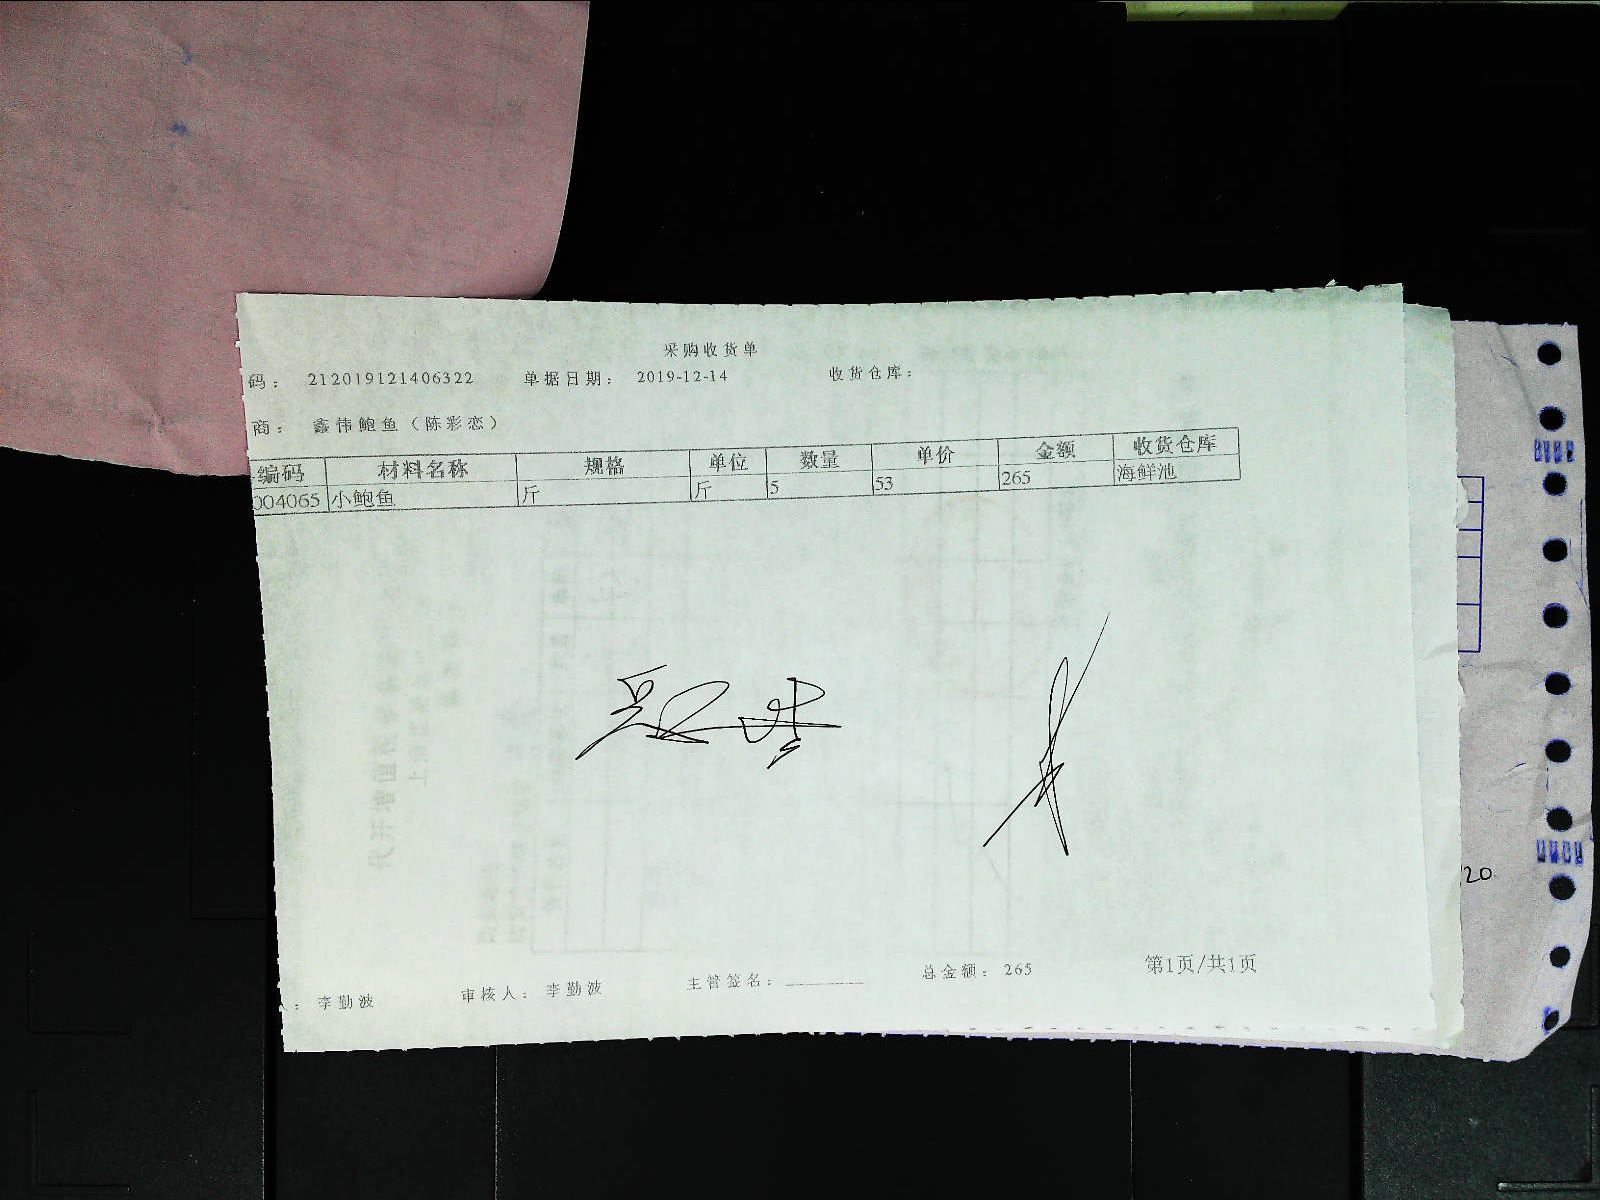 采购收货单
码： 212019121406322 单据日期： 2019-12-14 收货仓库：
商： 鑫伟鲍鱼（陈彩恋）
编码 材料名称 规格 单位 数量 单价 金额 收货仓库
004065 小鲍鱼 斤 斤 5 53 265 海鲜池
：李勤波 审核人： 李勤波 主管签名：________ 总金额： 265 第1页/共1页
20